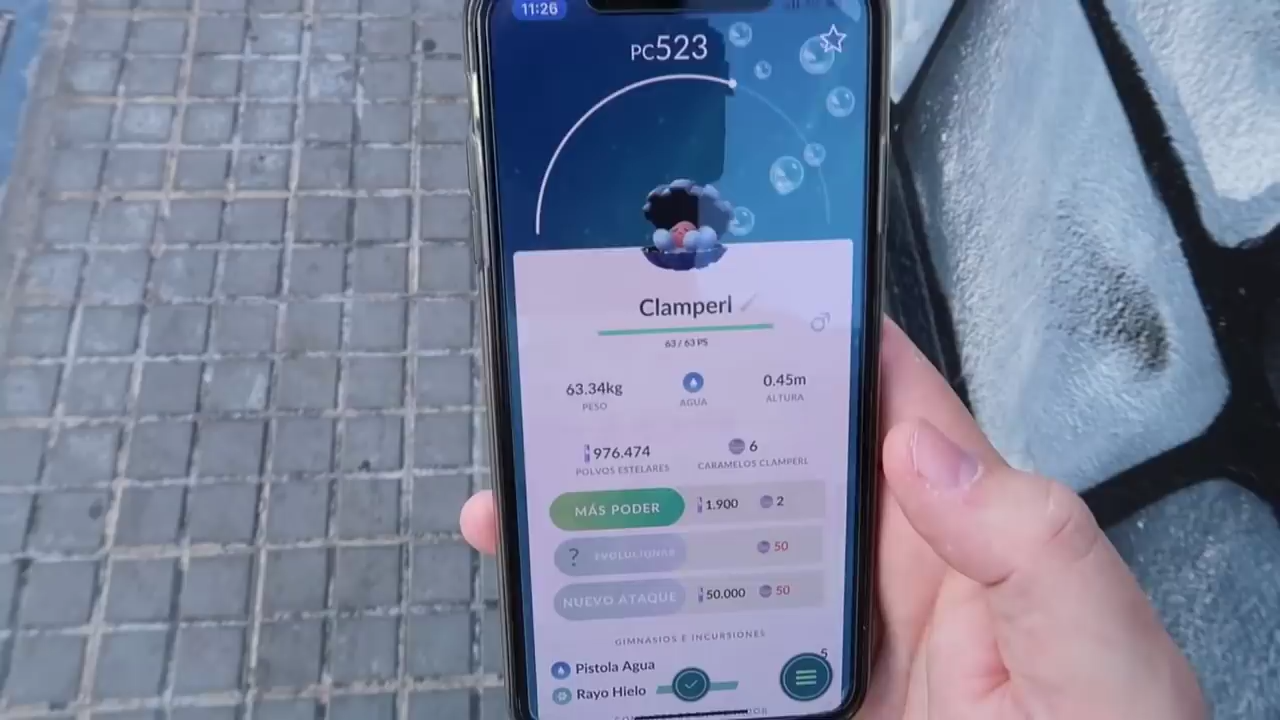 11:26
PC523
Clamperl
63 / 63 PS
63.34kg
PESO
AGUA
0.45m
ALTURA
976.474
POLVOS ESTELARES
6
CARAMELOS CLAMPERL
MÁS PODER 1.900 2
? EVOLUCIONAR 50
NUEVO ATAQUE 50.000 50
GIMNASIOS E INCURSIONES
Pistola Agua 5
Rayo Hielo